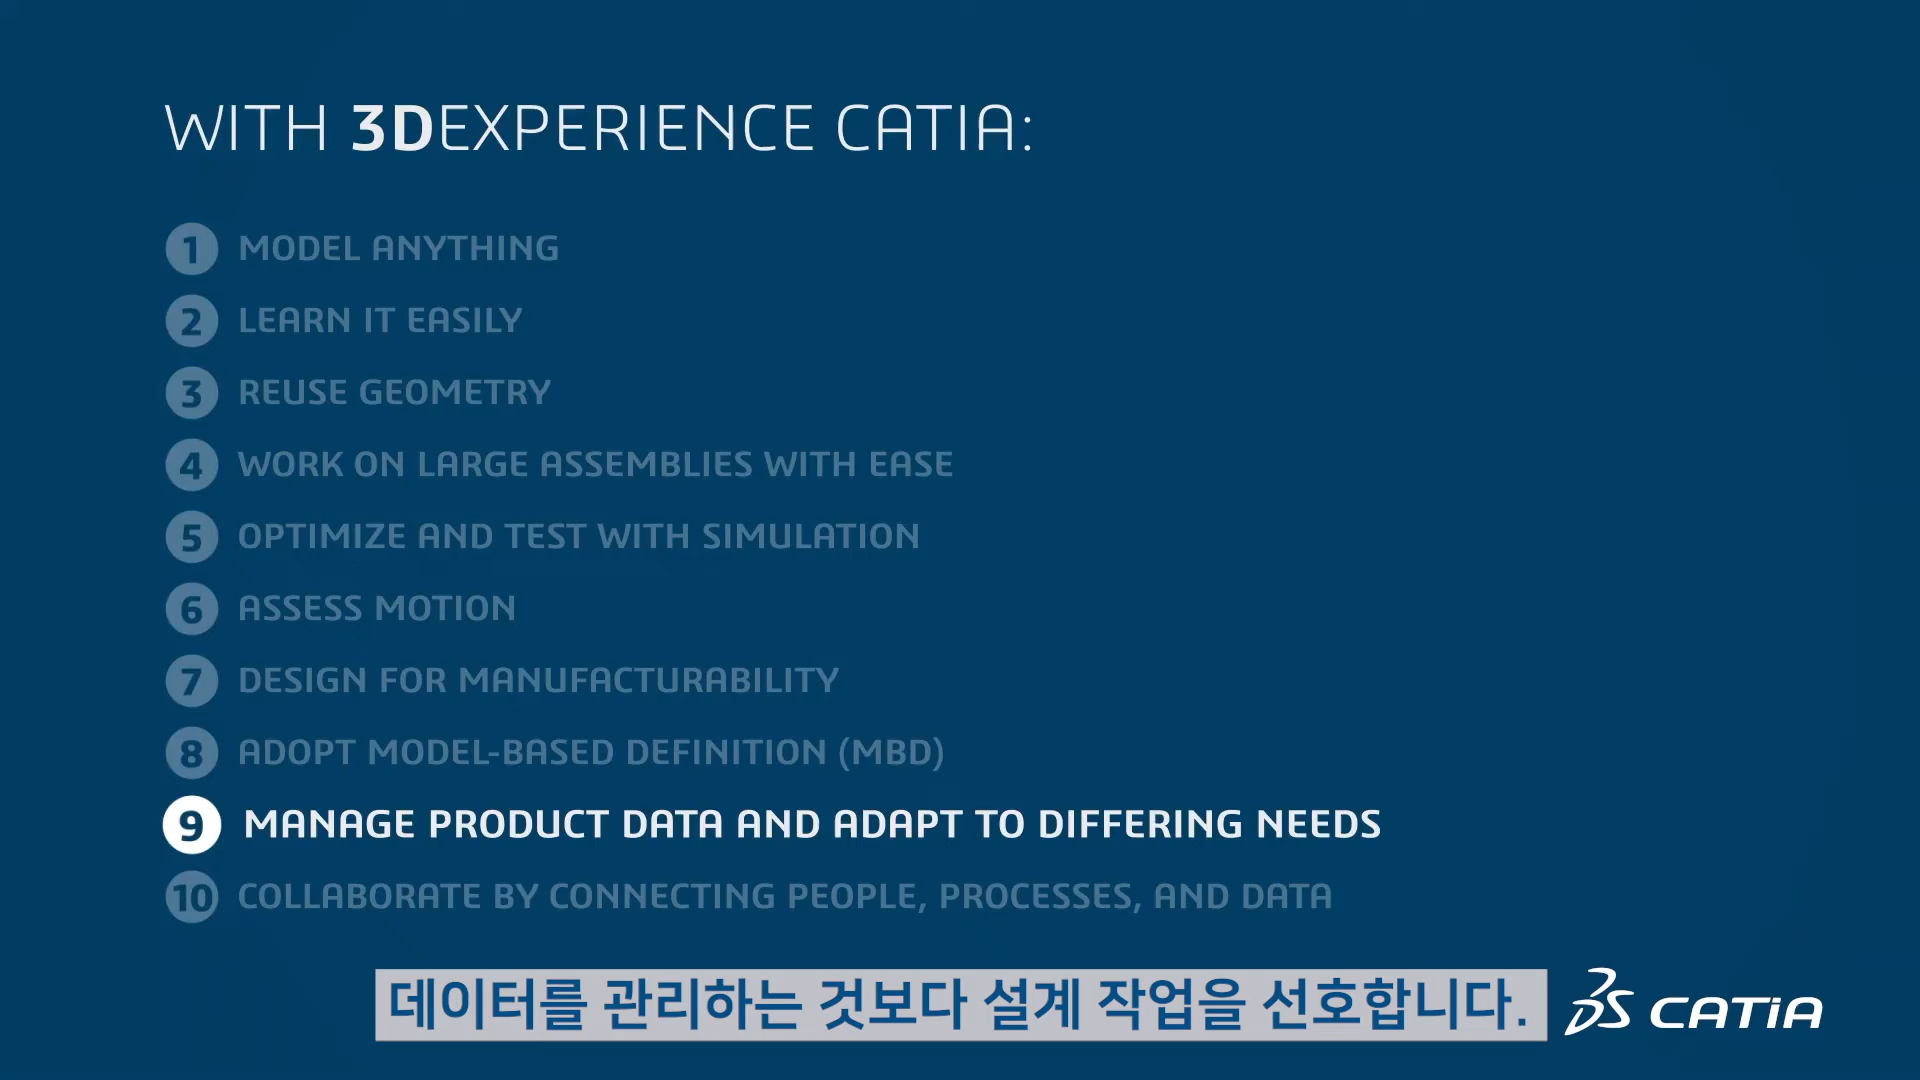 WITH 3DEXPERIENCE CATIA:
1 MODEL ANYTHING
2 LEARN IT EASILY
3 REUSE GEOMETRY
4 WORK ON LARGE ASSEMBLIES WITH EASE
5 OPTIMIZE AND TEST WITH SIMULATION
6 ASSESS MOTION
7 DESIGN FOR MANUFACTURABILITY
8 ADOPT MODEL-BASED DEFINITION (MBD)
9 MANAGE PRODUCT DATA AND ADAPT TO DIFFERING NEEDS
10 COLLABORATE BY CONNECTING PEOPLE, PROCESSES, AND DATA
데이터를 관리하는 것보다 설계 작업을 선호합니다.
3DS CATIA